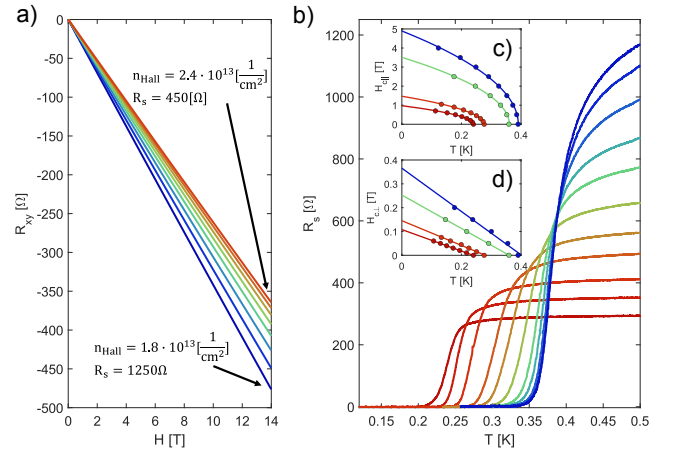 a)
0
-50
-100
-150
-200
-250
-300
-350
-400
-450
-500
R_xy [Ω]
n_Hall = 2.4 · 10^13[1/cm^2]
R_s = 450[Ω]
n_Hall = 1.8 · 10^13[1/cm^2]
R_s = 1250Ω
0 2 4 6 8 10 12 14
H [T]
b)
1200
1000
800
600
400
200
0
R_s [Ω]
0.15 0.2 0.25 0.3 0.35 0.4 0.45 0.5
T [K]
c)
5
4
3
2
1
0
H_c|| [T]
0 0.2 0.4
T [K]
d)
0.4
0.3
0.2
0.1
0
H_c⊥ [T]
0 0.2 0.4
T [K]